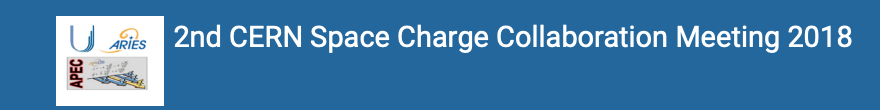 2nd CERN Space Charge Collaboration Meeting 2018
ARIES
APEC